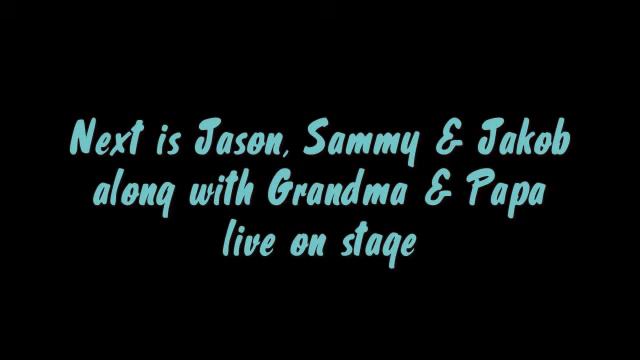 Next is Jason, Sammy & Jakob
along with Grandma & Papa
live on stage